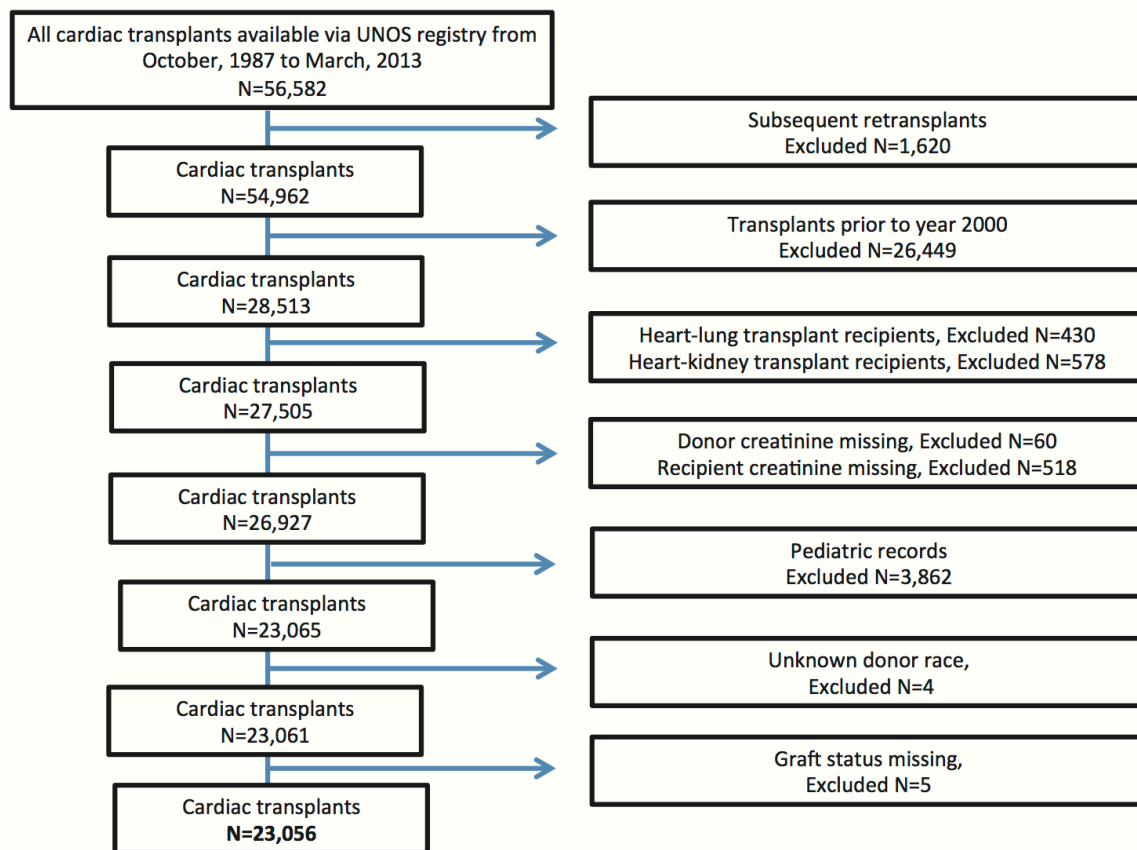 All cardiac transplants available via UNOS registry from
October, 1987 to March, 2013
N=56,582
Subsequent retransplants
Excluded N=1,620
Cardiac transplants
N=54,962
Transplants prior to year 2000
Excluded N=26,449
Cardiac transplants
N=28,513
Heart-lung transplant recipients, Excluded N=430
Heart-kidney transplant recipients, Excluded N=578
Cardiac transplants
N=27,505
Donor creatinine missing, Excluded N=60
Recipient creatinine missing, Excluded N=518
Cardiac transplants
N=26,927
Pediatric records
Excluded N=3,862
Cardiac transplants
N=23,065
Unknown donor race,
Excluded N=4
Cardiac transplants
N=23,061
Graft status missing,
Excluded N=5
Cardiac transplants
N=23,056